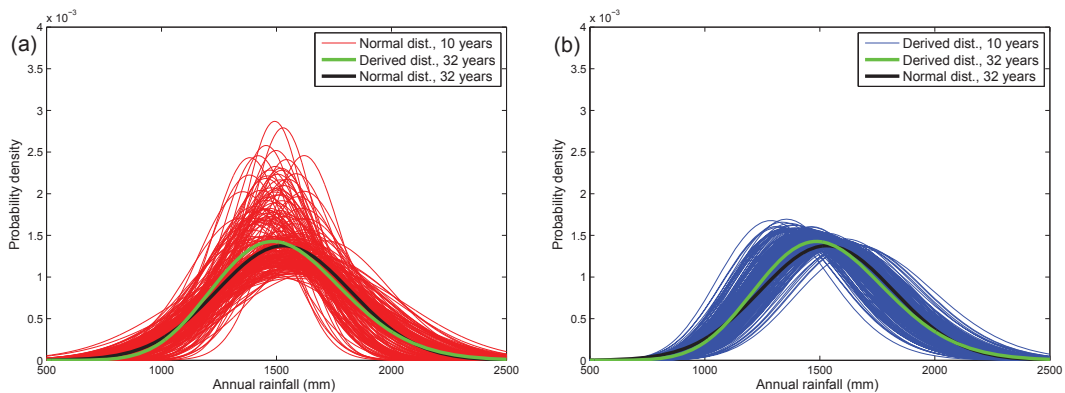 x 10⁻³
(a)
Normal dist., 10 years
Derived dist., 32 years
Normal dist., 32 years
4
3.5
3
2.5
2
1.5
1
0.5
0
Probability density
500
1000
1500
2000
2500
Annual rainfall (mm)
x 10⁻³
(b)
Derived dist., 10 years
Derived dist., 32 years
Normal dist., 32 years
4
3.5
3
2.5
2
1.5
1
0.5
0
Probability density
500
1000
1500
2000
2500
Annual rainfall (mm)